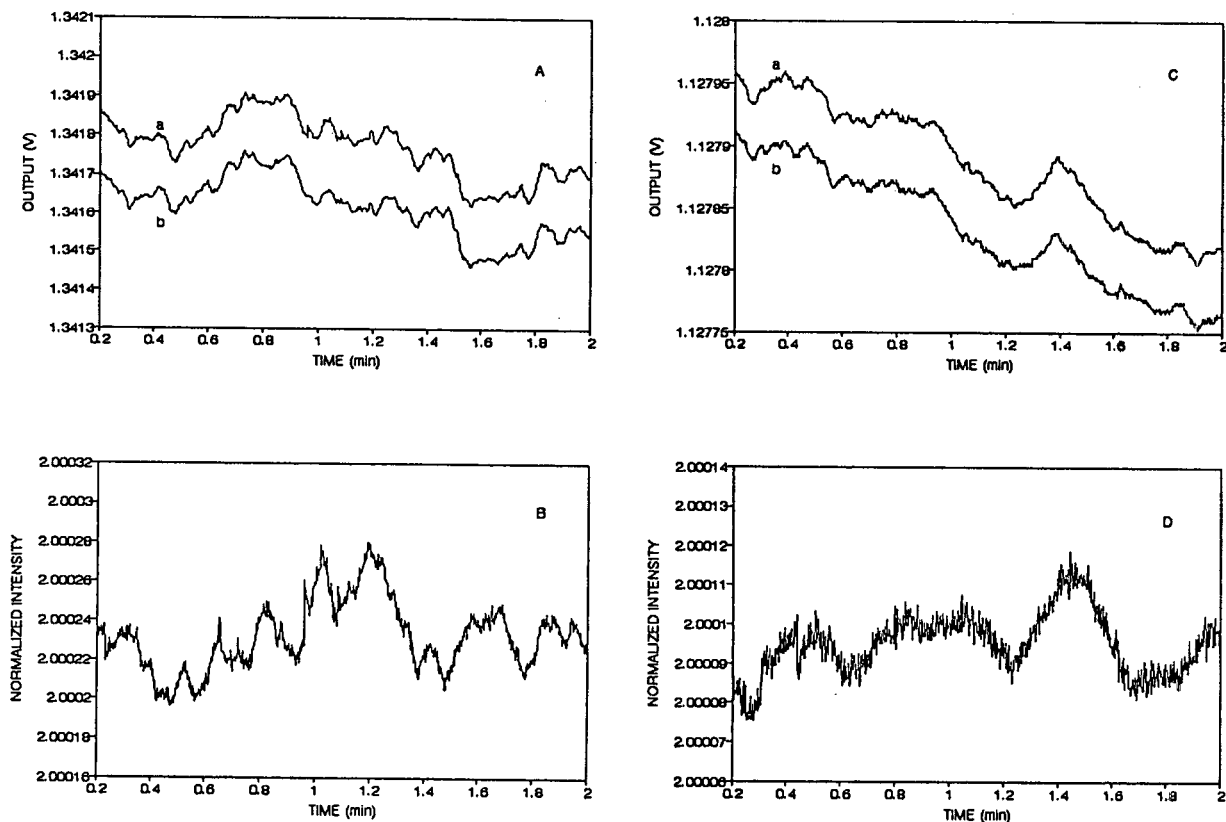 1.3421
1.342
1.3419
1.3418
1.3417
1.3416
1.3415
1.3414
1.3413
OUTPUT (V)
A
a
b
0.2 0.4 0.6 0.8 1 1.2 1.4 1.6 1.8 2
TIME (min)
1.128
1.12795
1.1279
1.12785
1.1278
1.12775
OUTPUT (V)
C
a
b
0.2 0.4 0.6 0.8 1 1.2 1.4 1.6 1.8 2
TIME (min)
2.00032
2.0003
2.00028
2.00026
2.00024
2.00022
2.0002
2.00018
2.00016
NORMALIZED INTENSITY
B
0.2 0.4 0.6 0.8 1 1.2 1.4 1.6 1.8 2
TIME (min)
2.00014
2.00013
2.00012
2.00011
2.0001
2.00009
2.00008
2.00007
2.00006
NORMALIZED INTENSITY
D
0.2 0.4 0.6 0.8 1 1.2 1.4 1.6 1.8 2
TIME (min)